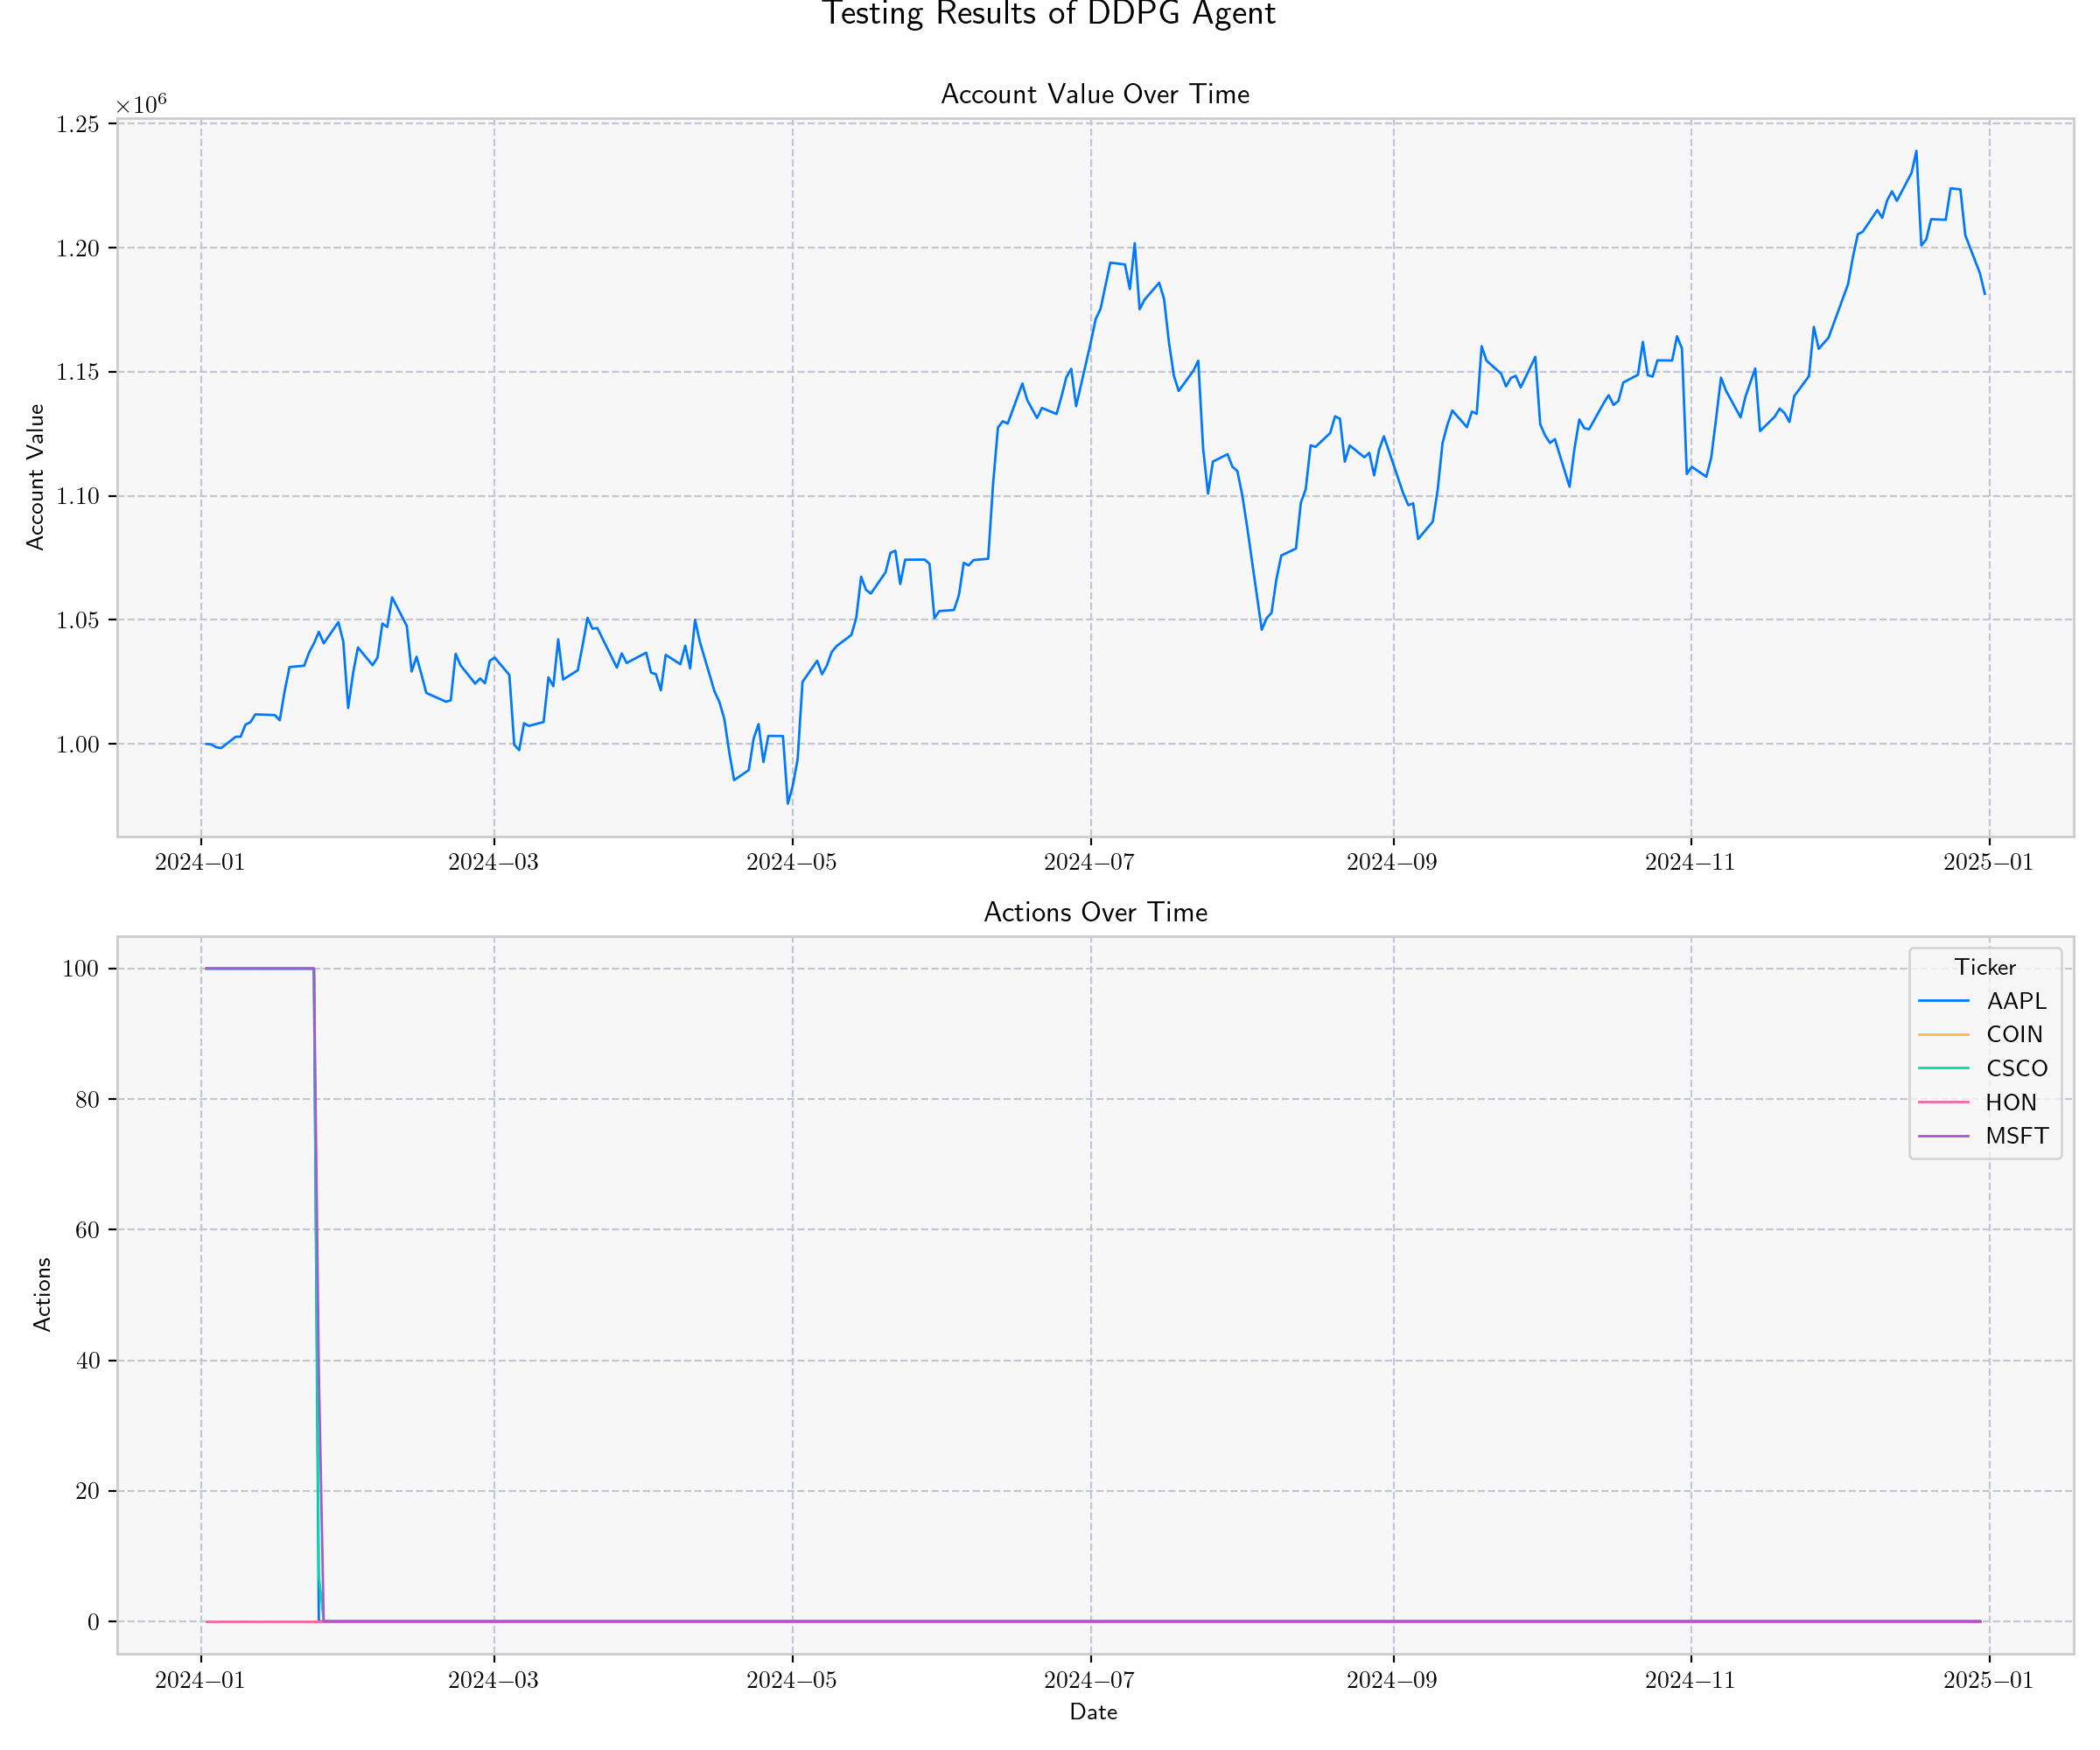 Testing Results of DDPG Agent
Account Value Over Time
×10⁶
1.25
1.20
1.15
1.10
1.05
1.00
Account Value
2024–01 2024–03 2024–05 2024–07 2024–09 2024–11 2025–01
Actions Over Time
100
80
60
40
20
0
Actions
Ticker
AAPL
COIN
CSCO
HON
MSFT
2024–01 2024–03 2024–05 2024–07 2024–09 2024–11 2025–01
Date